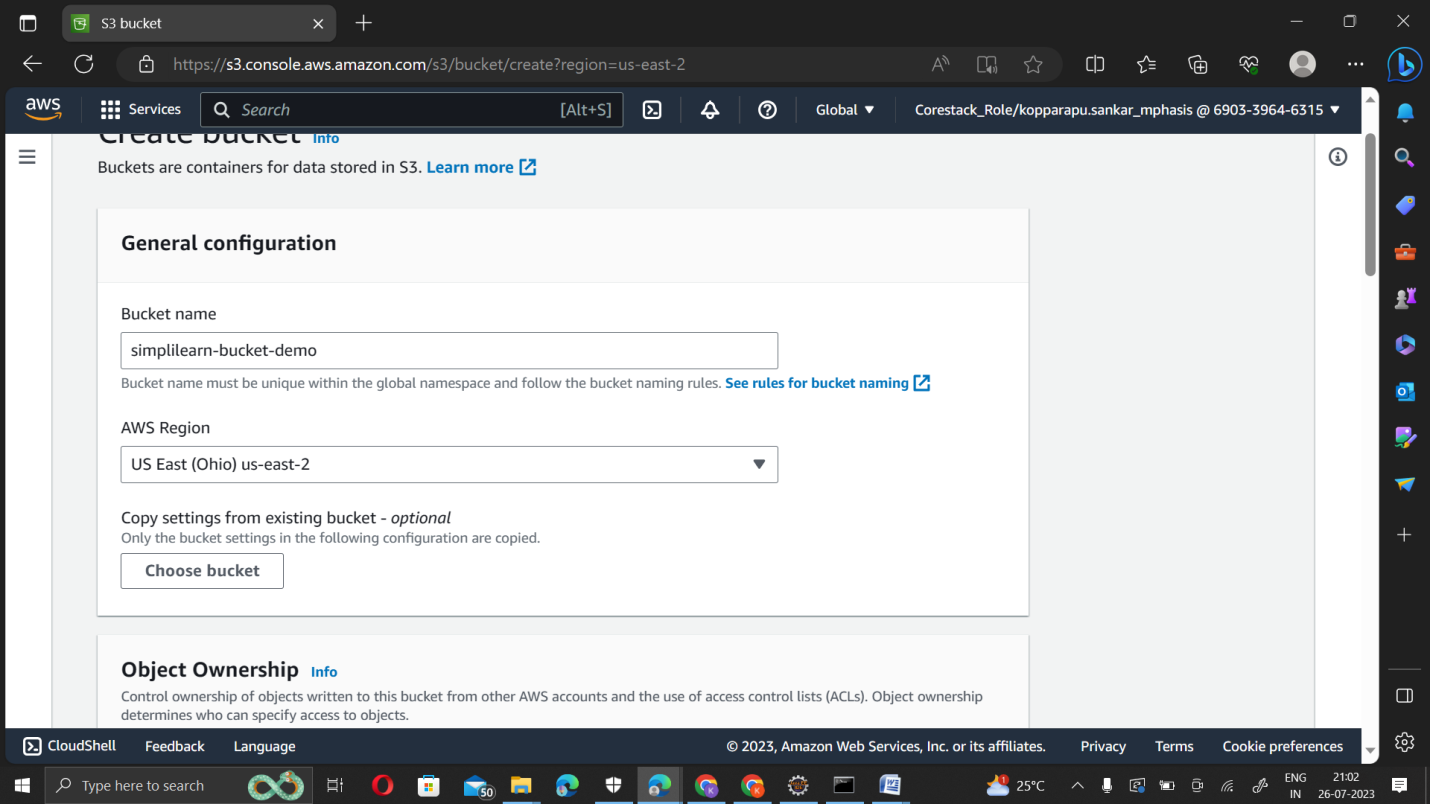 S3 bucket
https://s3.console.aws.amazon.com/s3/bucket/create?region=us-east-2
aws
Services
Search
[Alt+S]
Global
Corestack_Role/kopparapu.sankar_mphasis @ 6903-3964-6315
Create bucket Info
Buckets are containers for data stored in S3. Learn more
General configuration
Bucket name
simplilearn-bucket-demo
Bucket name must be unique within the global namespace and follow the bucket naming rules. See rules for bucket naming
AWS Region
US East (Ohio) us-east-2
Copy settings from existing bucket - optional
Only the bucket settings in the following configuration are copied.
Choose bucket
Object Ownership Info
Control ownership of objects written to this bucket from other AWS accounts and the use of access control lists (ACLs). Object ownership
determines who can specify access to objects.
CloudShell Feedback Language © 2023, Amazon Web Services, Inc. or its affiliates. Privacy Terms Cookie preferences
Type here to search
50
1
25°C
ENG
IN
21:02
26-07-2023